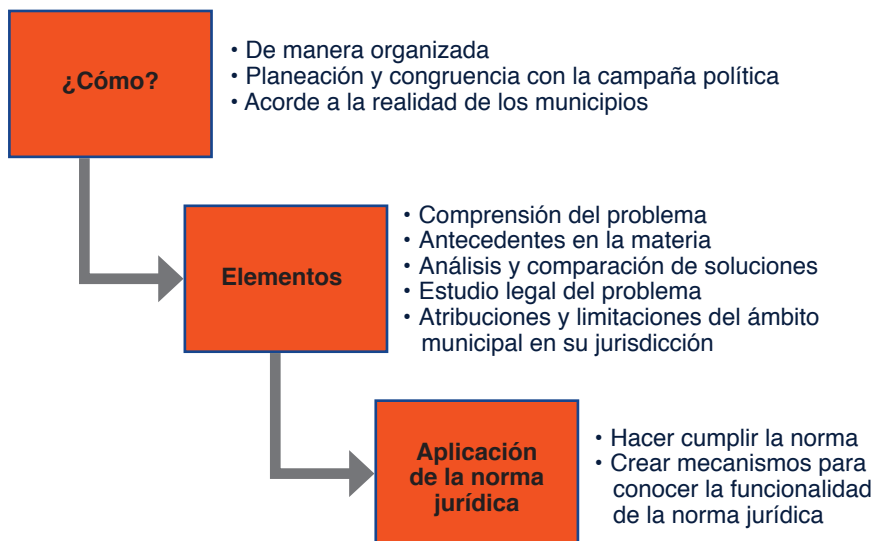 ¿Cómo?
• De manera organizada
• Planeación y congruencia con la campaña política
• Acorde a la realidad de los municipios
Elementos
• Comprensión del problema
• Antecedentes en la materia
• Análisis y comparación de soluciones
• Estudio legal del problema
• Atribuciones y limitaciones del ámbito
municipal en su jurisdicción
Aplicación
de la norma
jurídica
• Hacer cumplir la norma
• Crear mecanismos para
conocer la funcionalidad
de la norma jurídica